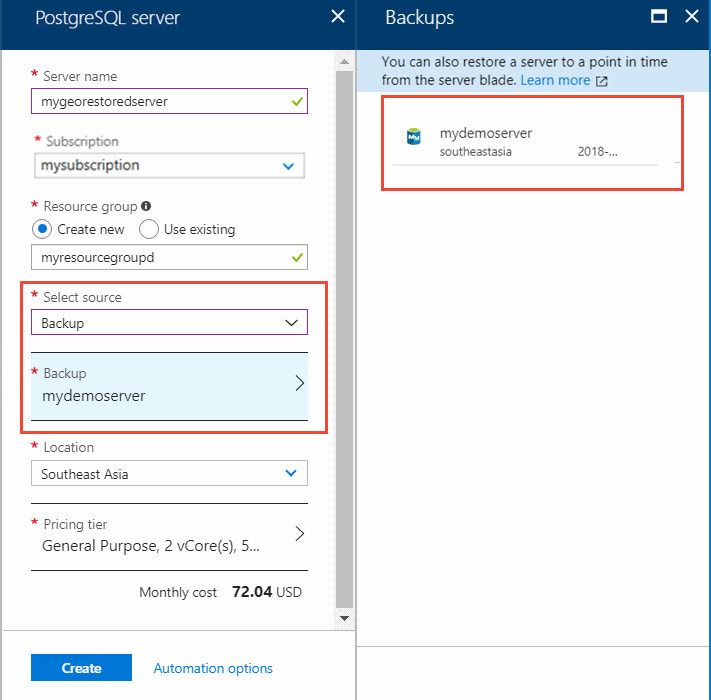 PostgreSQL server
* Server name
mygeorestoredserver
* Subscription
mysubscription
* Resource group
Create new Use existing
myresourcegroupd
* Select source
Backup
* Backup
mydemoserver
* Location
Southeast Asia
* Pricing tier
General Purpose, 2 vCore(s), 5...
Monthly cost 72.04 USD
Create Automation options
Backups
You can also restore a server to a point in time
from the server blade. Learn more
My mydemoserver
southeastasia 2018-...
...